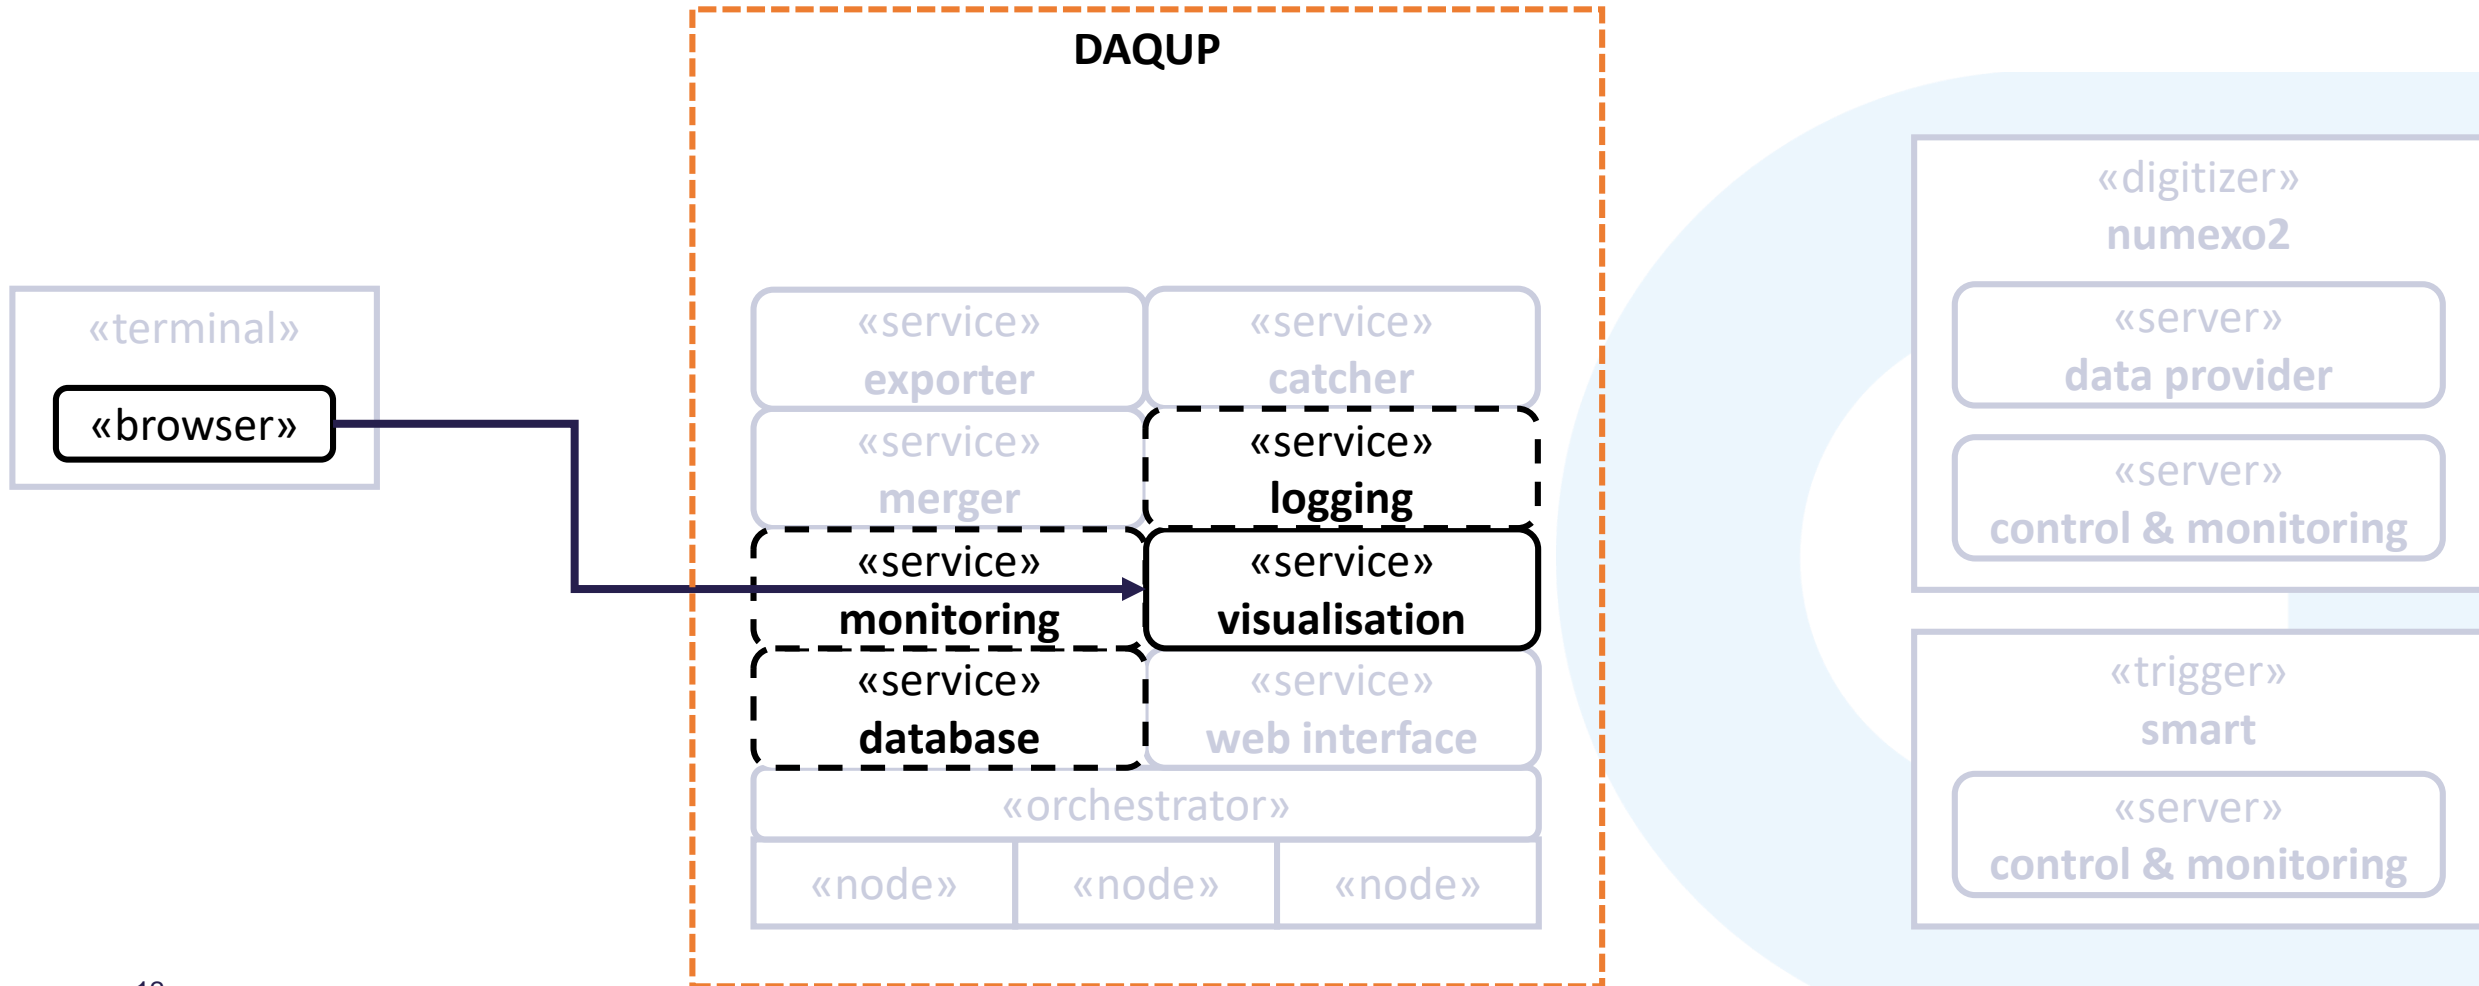 DAQUP
«terminal»
«browser»
«service»
exporter
«service»
catcher
«service»
merger
«service»
logging
«service»
monitoring
«service»
visualisation
«service»
database
«service»
web interface
«orchestrator»
«node»
«node»
«node»
«digitizer»
numexo2
«server»
data provider
«server»
control & monitoring
«trigger»
smart
«server»
control & monitoring